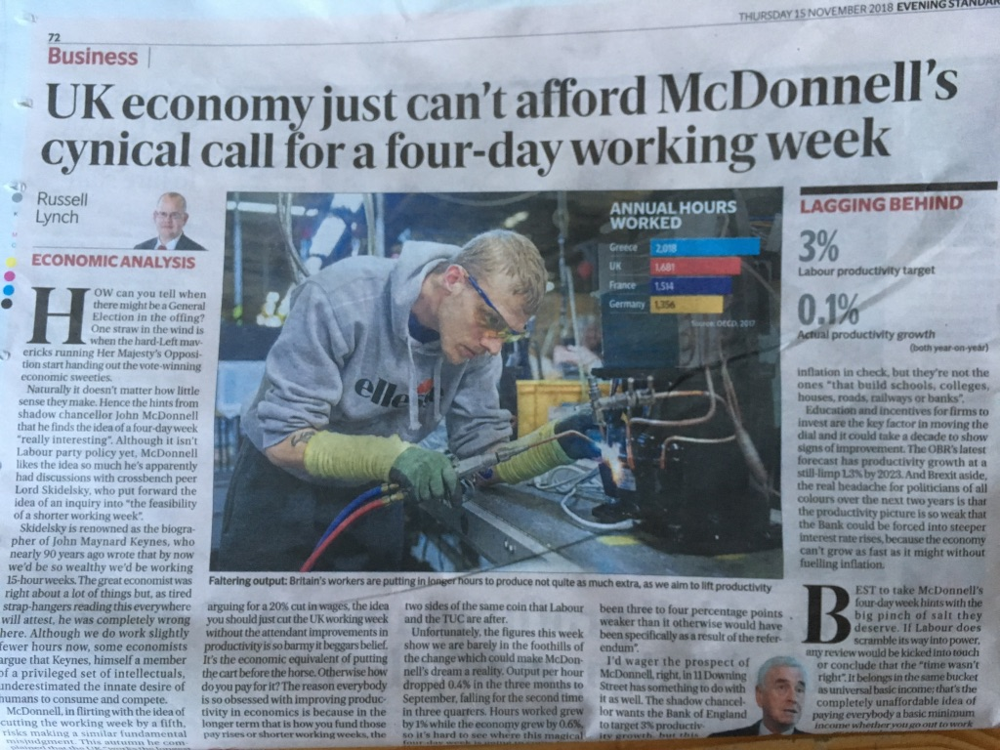 THURSDAY 15 NOVEMBER 2018 EVENING STANDAR
72
Business
UK economy just can't afford McDonnell's
cynical call for a four-day working week
Russell
Lynch
ECONOMIC ANALYSIS
HOW can you tell when
there might be a General
Election in the offing?
One straw in the wind is
when the hard-Left mav-
ericks running Her Majesty's Opposi-
tion start handing out the vote-winning
economic sweeties.
Naturally it doesn't matter how little
sense they make. Hence the hints from
shadow chancellor John McDonnell
that he finds the idea of a four-day week
"really interesting". Although it isn't
Labour party policy yet, McDonnell
likes the idea so much he's apparently
had discussions with crossbench peer
Lord Skidelsky, who put forward the
idea of an inquiry into "the feasibility
of a shorter working week".
Skidelsky is renowned as the biogra-
pher of John Maynard Keynes, who
nearly 90 years ago wrote that by now
we'd be so wealthy we'd be working
15-hour weeks. The great economist was
right about a lot of things but, as tired
strap-hangers reading this everywhere
will attest, he was completely wrong
here. Although we do work slightly
fewer hours now, some economists
argue that Keynes, himself a member
of a privileged set of intellectuals,
underestimated the innate desire of
humans to consume and compete.
McDonnell, in flirting with the idea of
cutting the working week by a fifth,
risks making a similar fundamental
misjudgment. This autumn he com-
ellesse
ANNUAL HOURS
WORKED
Greece 2,018
UK 1,681
France 1,514
Germany 1,356
Source: OECD, 2017
Faltering output: Britain's workers are putting in longer hours to produce not quite as much extra, as we aim to lift productivity
arguing for a 20% cut in wages, the idea
you should just cut the UK working week
without the attendant improvements in
productivity is so barmy it beggars belief.
It's the economic equivalent of putting
the cart before the horse. Otherwise how
do you pay for it? The reason everybody
is so obsessed with improving produc-
tivity in economics is because in the
longer term that is how you fund those
pay rises or shorter working weeks, the
two sides of the same coin that Labour
and the TUC are after.
Unfortunately, the figures this week
show we are barely in the foothills of
the change which could make McDon-
nell's dream a reality. Output per hour
dropped 0.4% in the three months to
September, falling for the second time
in three quarters. Hours worked grew
by 1% while the economy grew by 0.6%,
so it's hard to see where this magical
been three to four percentage points
weaker than it otherwise would have
been specifically as a result of the refer-
endum".
I'd wager the prospect of
McDonnell, right, in 11 Downing
Street has something to do with
it as well. The shadow chancel-
lor wants the Bank of England
to target 3% productiv-
ity growth, but this
LAGGING BEHIND
3%
Labour productivity target
0.1%
Actual productivity growth
(both year-on-year)
inflation in check, but they're not the
ones "that build schools, colleges,
houses, roads, railways or banks".
Education and incentives for firms to
invest are the key factor in moving the
dial and it could take a decade to show
signs of improvement. The OBR's latest
forecast has productivity growth at a
still-limp 1.3% by 2023. And Brexit aside,
the real headache for politicians of all
colours over the next two years is that
the productivity picture is so weak that
the Bank could be forced into steeper
interest rate rises, because the economy
can't grow as fast as it might without
fuelling inflation.
BEST to take McDonnell's
four-day week hints with the
big pinch of salt they
deserve. If Labour does
scramble its way into power,
any review would be kicked into touch
or conclude that the "time wasn't
right". It belongs in the same bucket
as universal basic income: that's the
completely unaffordable idea of
paying everybody a basic minimum
income whether you go out to work